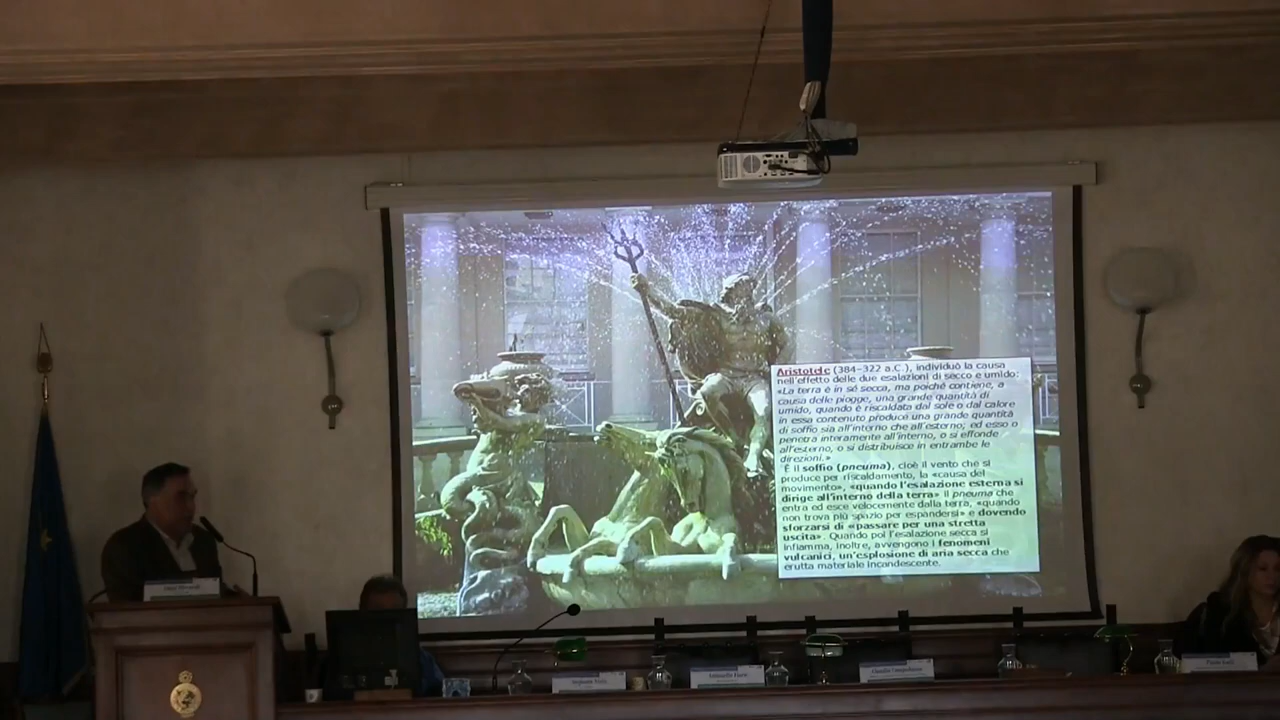 Aristotele (384–322 a.C.), individuò la causa
nell'effetto delle due esalazioni di secco e umido:
«La terra è in sé secca, ma poiché contiene, a
causa delle piogge, una grande quantità di
umido, quando è riscaldata dal sole o dal calore
in essa contenuto produce una grande quantità
di soffio sia all'interno che all'esterno; ed esso o
penetra interamente all'interno, o si effonde
all'esterno, o si distribuisce in entrambe le
direzioni.»
È il soffio (pneuma), cioè il vento che si
produce per riscaldamento, la «causa del
movimento», «quando l'esalazione esterna si
dirige all'interno della terra» il pneuma che
entra ed esce velocemente dalla terra, «quando
non trova più spazio per espandersi» e dovendo
sforzarsi di «passare per una stretta
uscita». Quando poi l'esalazione secca si
infiamma, inoltre, avvengono i fenomeni
vulcanici, un'esplosione di aria secca che
erutta materiale incandescente.